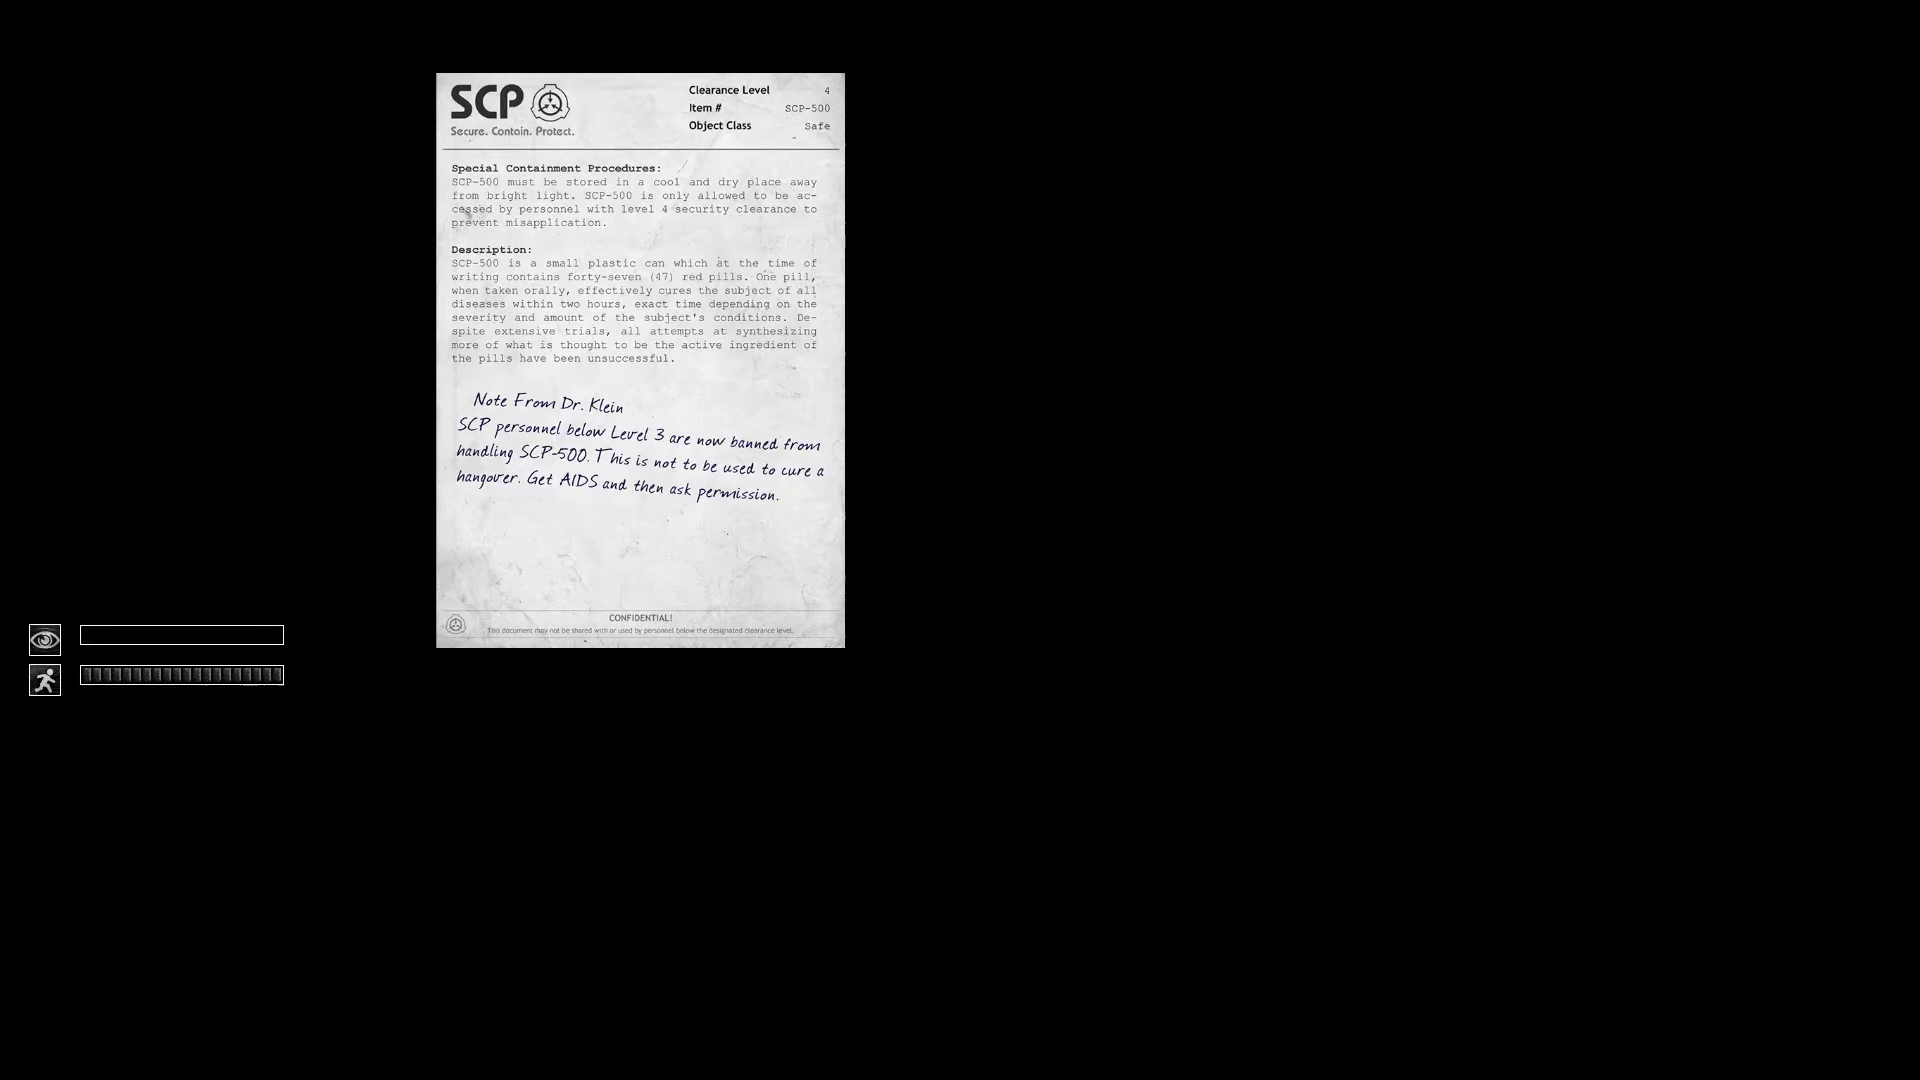 SCP
Secure. Contain. Protect.
Clearance Level 4
Item # SCP-500
Object Class Safe
Special Containment Procedures:
SCP-500 must be stored in a cool and dry place away
from bright light. SCP-500 is only allowed to be ac-
cessed by personnel with level 4 security clearance to
prevent misapplication.
Description:
SCP-500 is a small plastic can which at the time of
writing contains forty-seven (47) red pills. One pill,
when taken orally, effectively cures the subject of all
diseases within two hours, exact time depending on the
severity and amount of the subject's conditions. De-
spite extensive trials, all attempts at synthesizing
more of what is thought to be the active ingredient of
the pills have been unsuccessful.
Note From Dr. Klein
SCP personnel below Level 3 are now banned from
handling SCP-500. This is not to be used to cure a
hangover. Get AIDS and then ask permission.
CONFIDENTIAL!
This document may not be shared with or used by personnel below the designated clearance level.